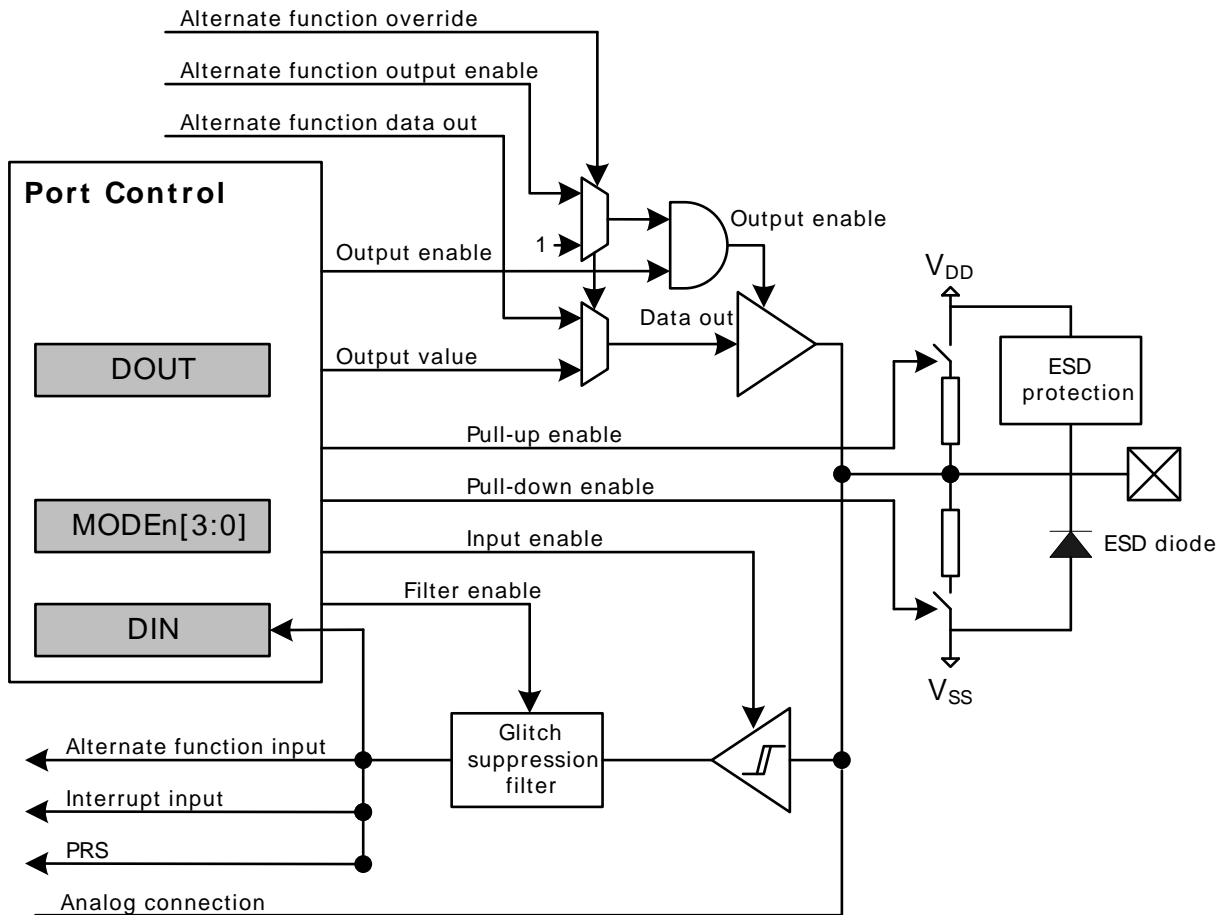 Alternate function override
Alternate function output enable
Alternate function data out
Port Control
Output enable
1
Output enable
Data out
Output value
DOUT
VDD
ESD
protection
Pull-up enable
Pull-down enable
MODEn[3:0]
Input enable
ESD diode
Filter enable
DIN
VSS
Glitch
suppression
filter
Alternate function input
Interrupt input
PRS
Analog connection